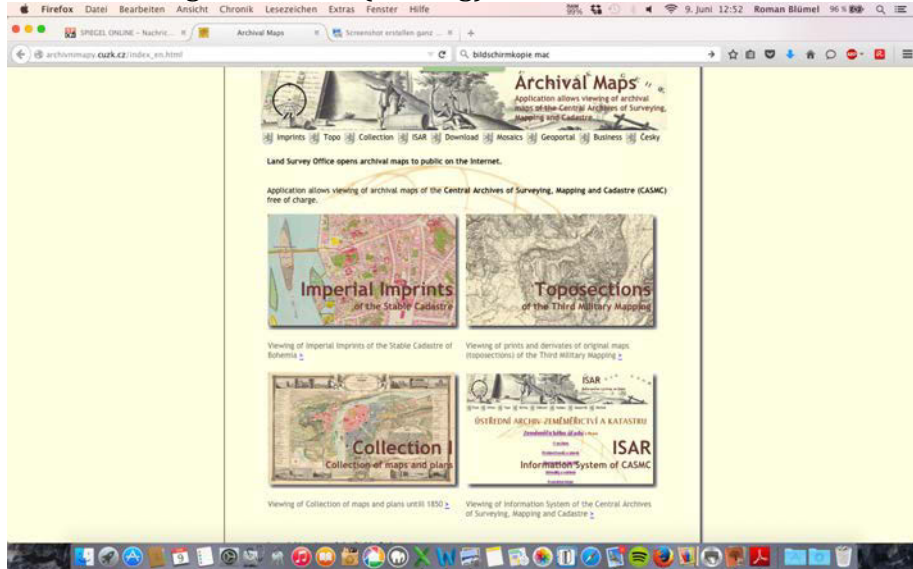 Firefox Datei Bearbeiten Ansicht Chronik Lesezeichen Extras Fenster Hilfe 99% 9. Juni 12:52 Roman Blümel 96 %
SPIEGEL ONLINE - Nachric... Archival Maps Screenshot erstellen ganz ...
archivnimapy.cuzk.cz/index_en.html bildschirmkopie mac
Archival Maps
Application allows viewing of archival
maps of the Central Archives of Surveying,
Mapping and Cadastre
Imprints Topo Collection ISAR Download Mosaics Geoportal Business Česky
Land Survey Office opens archival maps to public on the Internet.
Application allows viewing of archival maps of the Central Archives of Surveying, Mapping and Cadastre (CASMC)
free of charge.
Imperial Imprints
of the Stable Cadastre
Toposections
of the Third Military Mapping
Viewing of Imperial Imprints of the Stable Cadastre of
Bohemia >
Viewing of prints and derivates of original maps
(toposections) of the Third Military Mapping >
Collection I
Collection of maps and plans
ISAR
ÚSTŘEDNÍ ARCHIV ZEMĚMĚŘICTVÍ A KATASTRU
ISAR
Information System of CASMC
Viewing of Collection of maps and plans untill 1850 >
Viewing of Information System of the Central Archives
of Surveying, Mapping and Cadastre >